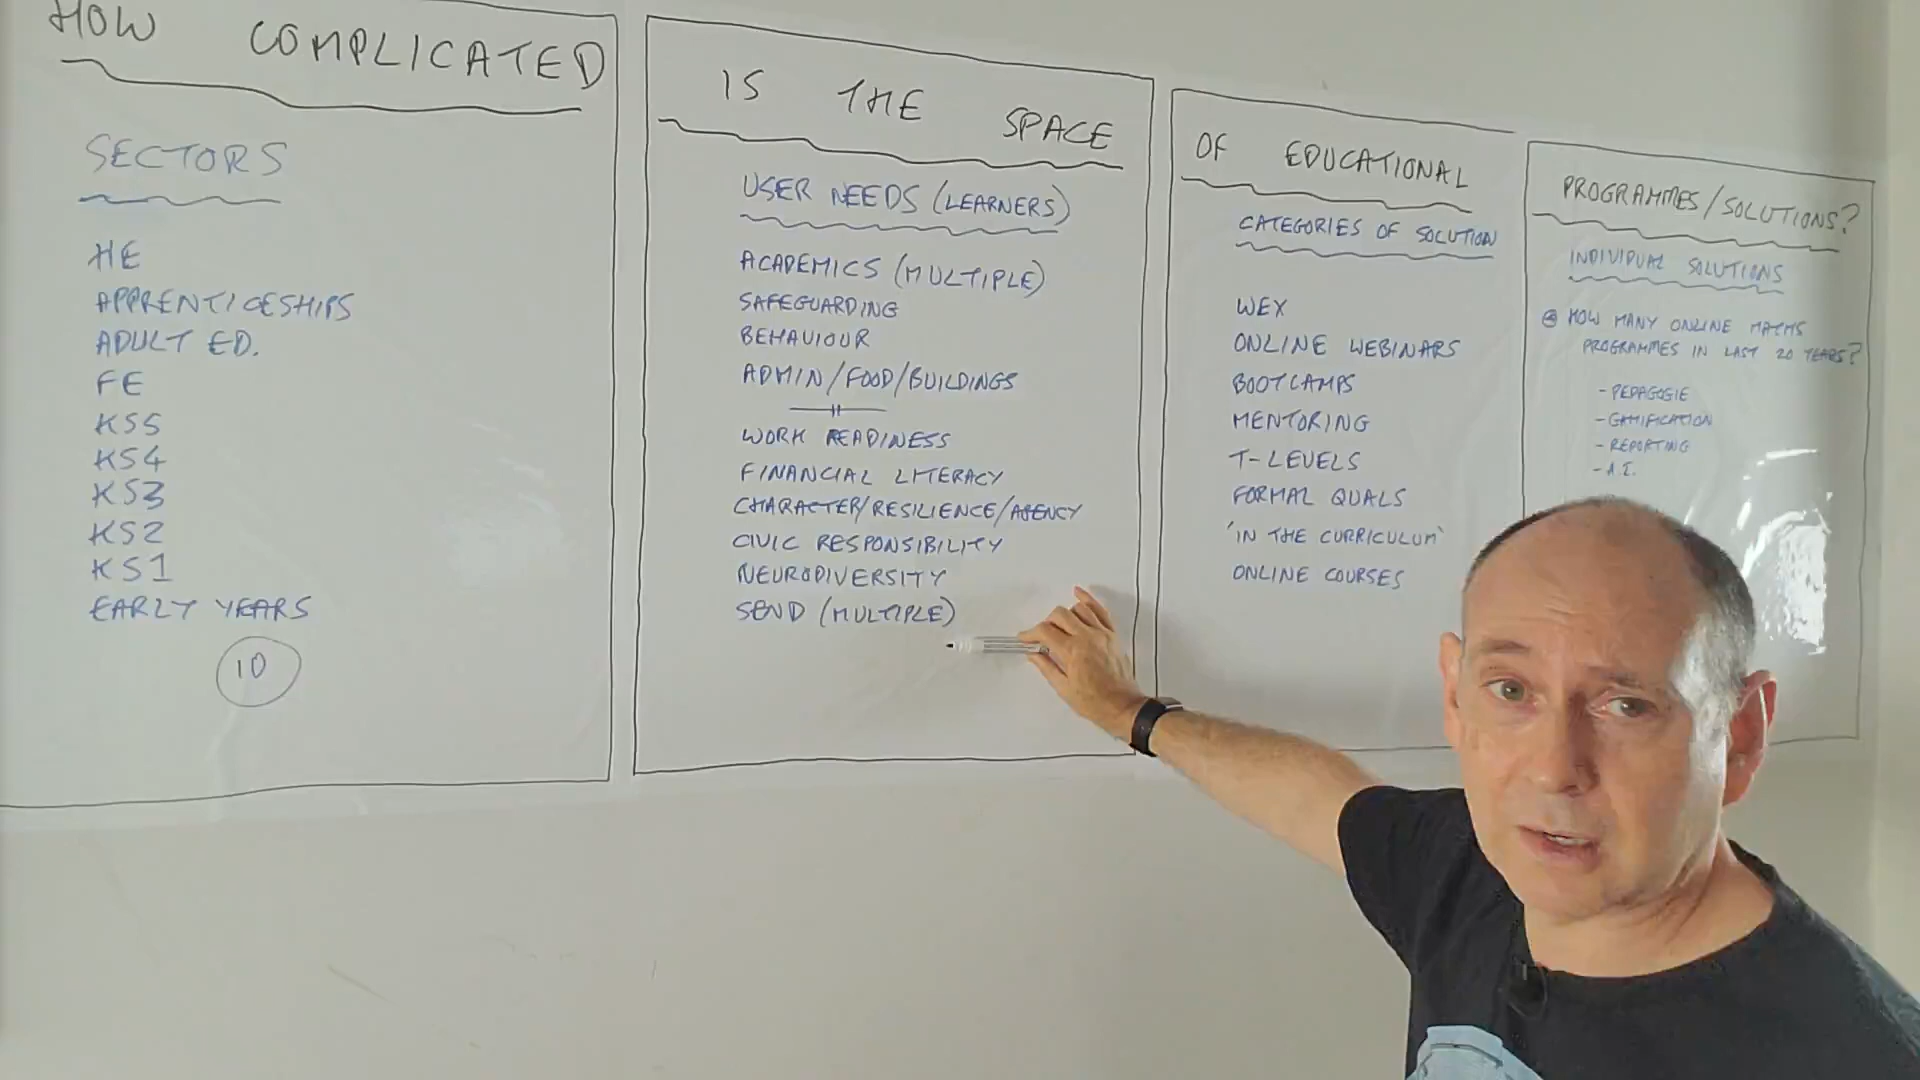 HOW COMPLICATED
SECTORS
HE
APPRENTICESHIPS
ADULT ED.
FE
KS5
KS4
KS3
KS2
KS1
EARLY YEARS
10
IS THE SPACE
USER NEEDS (LEARNERS)
ACADEMICS (MULTIPLE)
SAFEGUARDING
BEHAVIOUR
ADMIN/FOOD/BUILDINGS
WORK READINESS
FINANCIAL LITERACY
CHARACTER/RESILIENCE/AGENCY
CIVIC RESPONSIBILITY
NEURODIVERSITY
SEND (MULTIPLE)
OF EDUCATIONAL
CATEGORIES OF SOLUTION
WEX
ONLINE WEBINARS
BOOTCAMPS
MENTORING
T-LEVELS
FORMAL QUALS
'IN THE CURRICULUM'
ONLINE COURSES
PROGRAMMES/SOLUTIONS?
INDIVIDUAL SOLUTIONS
HOW MANY ONLINE MATHS
PROGRAMMES IN LAST 20 YEARS?
- PEDAGOGIE
- GAMIFICATION
- REPORTING
- A.I.